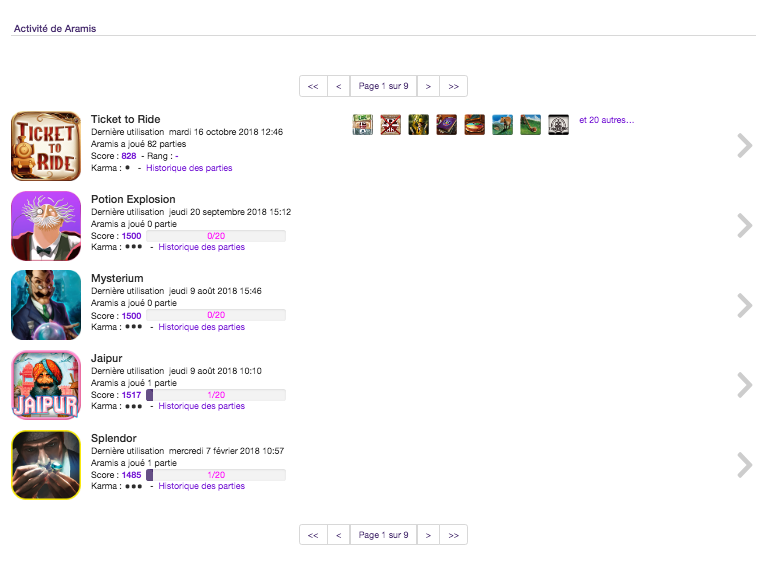 Activité de Aramis
<< < Page 1 sur 9 > >>
TICKET TO RIDE
Ticket to Ride
Dernière utilisation mardi 16 octobre 2018 12:46
Aramis a joué 82 parties
Score : 828 - Rang : -
Karma : • - Historique des parties
et 20 autres...
Potion Explosion
Dernière utilisation jeudi 20 septembre 2018 15:12
Aramis a joué 0 partie
Score : 1500 0/20
Karma : ••• - Historique des parties
Mysterium
Dernière utilisation jeudi 9 août 2018 15:46
Aramis a joué 0 partie
Score : 1500 0/20
Karma : ••• - Historique des parties
JAIPUR
Jaipur
Dernière utilisation jeudi 9 août 2018 10:10
Aramis a joué 1 partie
Score : 1517 1/20
Karma : ••• - Historique des parties
Splendor
Dernière utilisation mercredi 7 février 2018 10:57
Aramis a joué 1 partie
Score : 1485 1/20
Karma : ••• - Historique des parties
<< < Page 1 sur 9 > >>